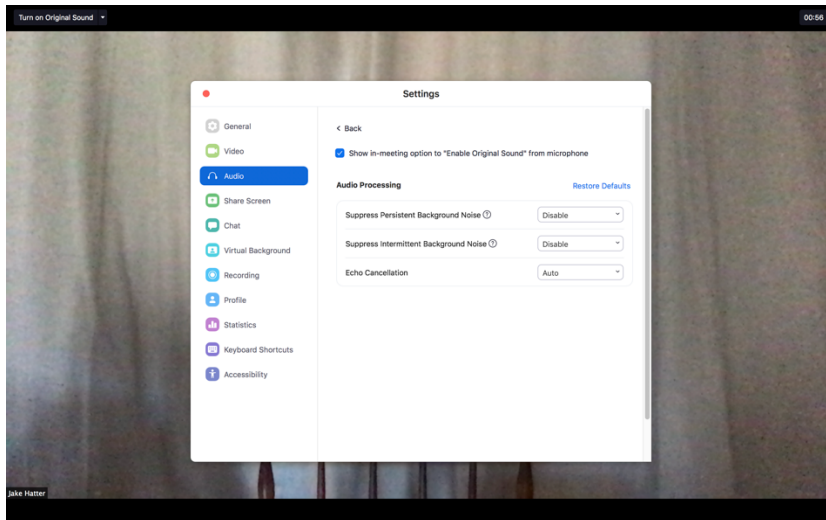 Turn on Original Sound
00:56
Settings
General
Video
Audio
Share Screen
Chat
Virtual Background
Recording
Profile
Statistics
Keyboard Shortcuts
Accessibility
< Back
Show in-meeting option to "Enable Original Sound" from microphone
Audio Processing Restore Defaults
Suppress Persistent Background Noise ? Disable
Suppress Intermittent Background Noise ? Disable
Echo Cancellation Auto
Jake Hatter